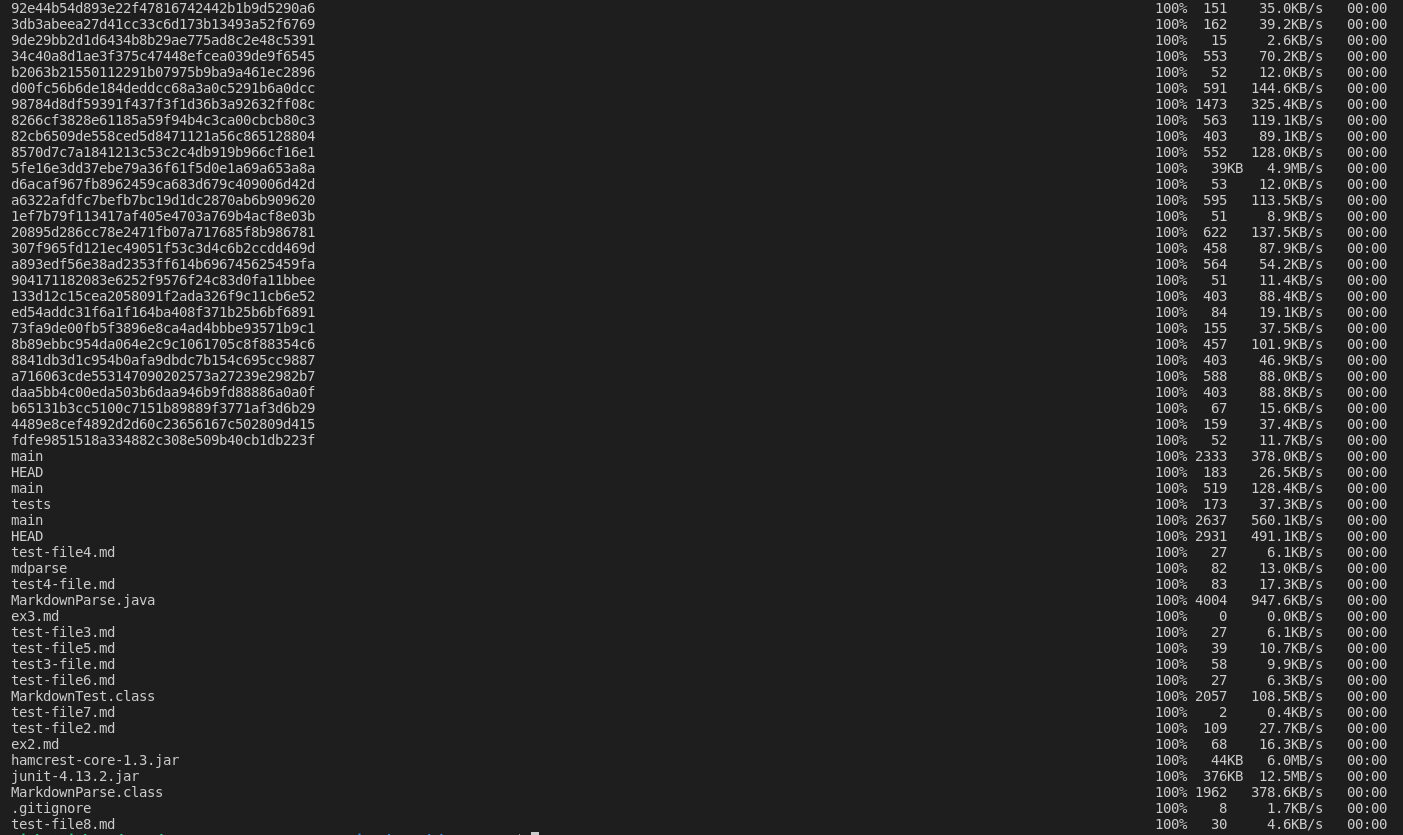 92e44b54d893e22f47816742442b1b9d5290a6 100% 151 35.0KB/s 00:00
3db3abeea27d41cc33c6d173b13493a52f6769 100% 162 39.2KB/s 00:00
9de29bb2d1d6434b8b29ae775ad8c2e48c5391 100% 15 2.6KB/s 00:00
34c40a8d1ae3f375c47448efcea039de9f6545 100% 553 70.2KB/s 00:00
b2063b21550112291b07975b9ba9a461ec2896 100% 52 12.0KB/s 00:00
d00fc56b6de184deddcc68a3a0c5291b6a0dcc 100% 591 144.6KB/s 00:00
98784d8df59391f437f3f1d36b3a92632ff08c 100% 1473 325.4KB/s 00:00
8266cf3828e61185a59f94b4c3ca00cbcb80c3 100% 563 119.1KB/s 00:00
82cb6509de558ced5d8471121a56c865128804 100% 403 89.1KB/s 00:00
8570d7c7a1841213c53c2c4db919b966cf16e1 100% 552 128.0KB/s 00:00
5fe16e3dd37ebe79a36f61f5d0e1a69a653a8a 100% 39KB 4.9MB/s 00:00
d6acaf967fb8962459ca683d679c409006d42d 100% 53 12.0KB/s 00:00
a6322afdfc7befb7bc19d1dc2870ab6b909620 100% 595 113.5KB/s 00:00
1ef7b79f113417af405e4703a769b4acf8e03b 100% 51 8.9KB/s 00:00
20895d286cc78e2471fb07a717685f8b986781 100% 622 137.5KB/s 00:00
307f965fd121ec49051f53c3d4c6b2ccdd469d 100% 458 87.9KB/s 00:00
a893edf56e38ad2353ff614b696745625459fa 100% 564 54.2KB/s 00:00
904171182083e6252f9576f24c83d0fa11bbee 100% 51 11.4KB/s 00:00
133d12c15cea2058091f2ada326f9c11cb6e52 100% 403 88.4KB/s 00:00
ed54addc31f6a1f164ba408f371b25b6bf6891 100% 84 19.1KB/s 00:00
73fa9de00fb5f3896e8ca4ad4bbbe93571b9c1 100% 155 37.5KB/s 00:00
8b89ebbc954da064e2c9c1061705c8f88354c6 100% 457 101.9KB/s 00:00
8841db3d1c954b0afa9dbdc7b154c695cc9887 100% 403 46.9KB/s 00:00
a716063cde553147090202573a27239e2982b7 100% 588 88.0KB/s 00:00
daa5bb4c00eda503b6daa946b9fd88886a0a0f 100% 403 88.8KB/s 00:00
b65131b3cc5100c7151b89889f3771af3d6b29 100% 67 15.6KB/s 00:00
4489e8cef4892d2d60c23656167c502809d415 100% 159 37.4KB/s 00:00
fdfe9851518a334882c308e509b40cb1db223f 100% 52 11.7KB/s 00:00
main 100% 2333 378.0KB/s 00:00
HEAD 100% 183 26.5KB/s 00:00
main 100% 519 128.4KB/s 00:00
tests 100% 173 37.3KB/s 00:00
main 100% 2637 560.1KB/s 00:00
HEAD 100% 2931 491.1KB/s 00:00
test-file4.md 100% 27 6.1KB/s 00:00
mdparse 100% 82 13.0KB/s 00:00
test4-file.md 100% 83 17.3KB/s 00:00
MarkdownParse.java 100% 4004 947.6KB/s 00:00
ex3.md 100% 0 0.0KB/s 00:00
test-file3.md 100% 27 6.1KB/s 00:00
test-file5.md 100% 39 10.7KB/s 00:00
test3-file.md 100% 58 9.9KB/s 00:00
test-file6.md 100% 27 6.3KB/s 00:00
MarkdownTest.class 100% 2057 108.5KB/s 00:00
test-file7.md 100% 2 0.4KB/s 00:00
test-file2.md 100% 109 27.7KB/s 00:00
ex2.md 100% 68 16.3KB/s 00:00
hamcrest-core-1.3.jar 100% 44KB 6.0MB/s 00:00
junit-4.13.2.jar 100% 376KB 12.5MB/s 00:00
MarkdownParse.class 100% 1962 378.6KB/s 00:00
.gitignore 100% 8 1.7KB/s 00:00
test-file8.md 100% 30 4.6KB/s 00:00